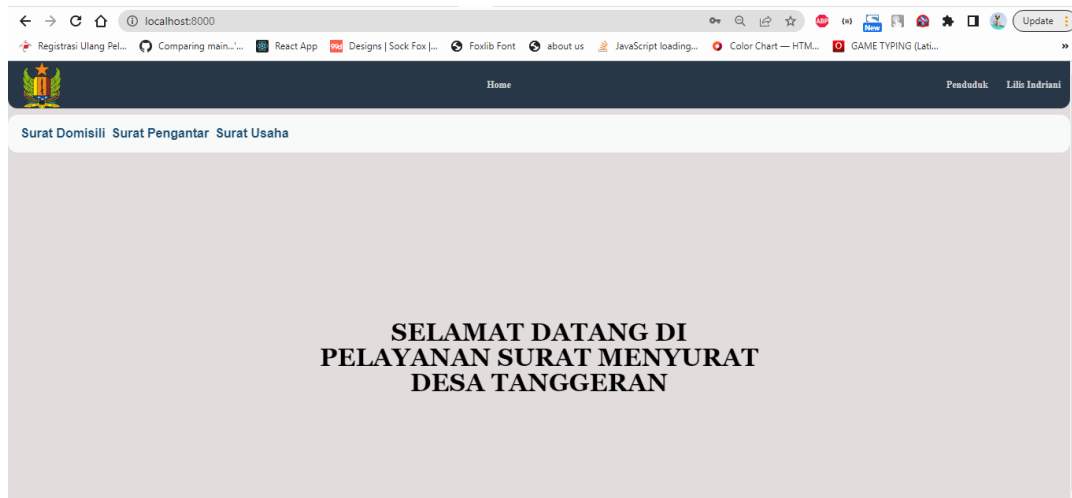 localhost:8000
Update
Registrasi Ulang Pel... Comparing main...'... React App 99d Designs | Sock Fox |... Foxlib Font about us JavaScript loading... Color Chart — HTM... GAME TYPING (Lati... »
Home Penduduk Lilis Indriani
Surat Domisili Surat Pengantar Surat Usaha
SELAMAT DATANG DI
PELAYANAN SURAT MENYURAT
DESA TANGGERAN